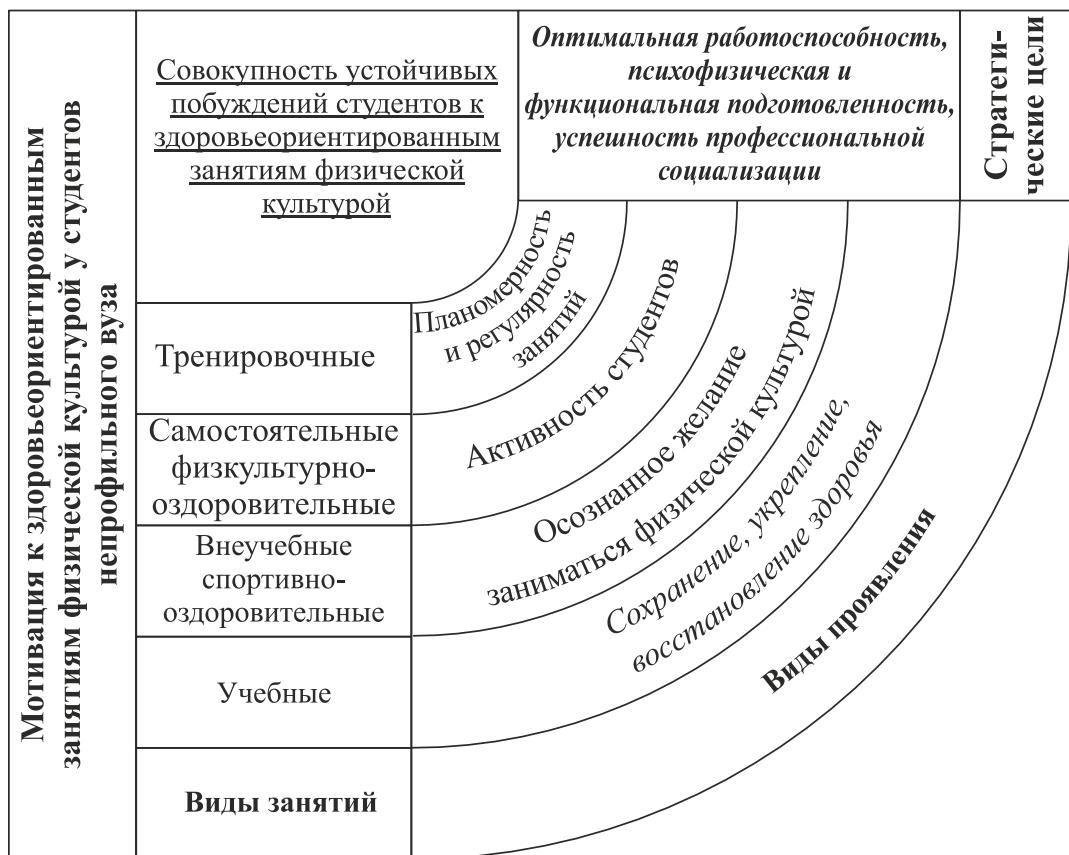 Мотивация к здоровьеориентированным
занятиям физической культурой у студентов
непрофильного вуза
Совокупность устойчивых
побуждений студентов к
здоровьеориентированным
занятиям физической
культурой
Оптимальная работоспособность,
психофизическая и
функциональная подготовленность,
успешность профессиональной
социализации
Стратеги-
ческие цели
Тренировочные
Планомерность
и регулярность
занятий
Самостоятельные
физкультурно-
оздоровительные
Активность студентов
Внеучебные
спортивно-
оздоровительные
Осознанное желание
заниматься физической культурой
Учебные
Сохранение, укрепление,
восстановление здоровья
Виды занятий
Виды проявления